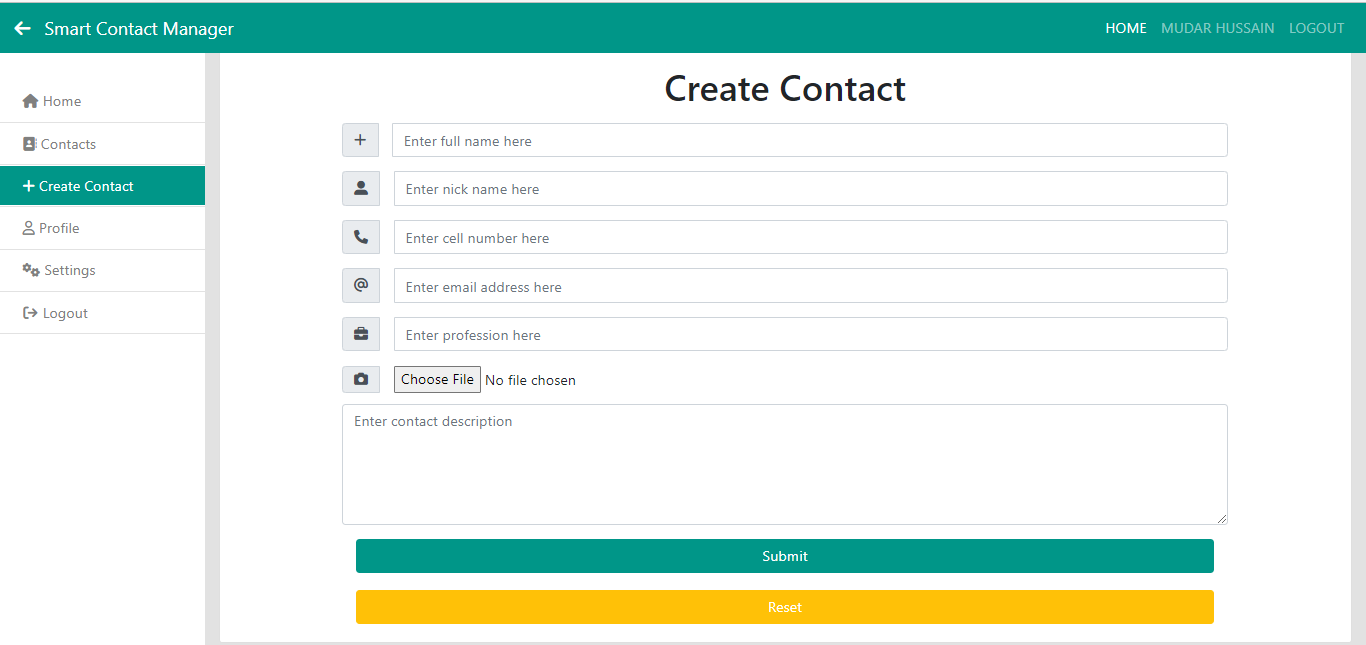 Smart Contact Manager
HOME MUDAR HUSSAIN LOGOUT
Home
Contacts
Create Contact
Profile
Settings
Logout
Create Contact
Enter full name here
Enter nick name here
Enter cell number here
@
Enter email address here
Enter profession here
Choose File No file chosen
Enter contact description
Submit
Reset